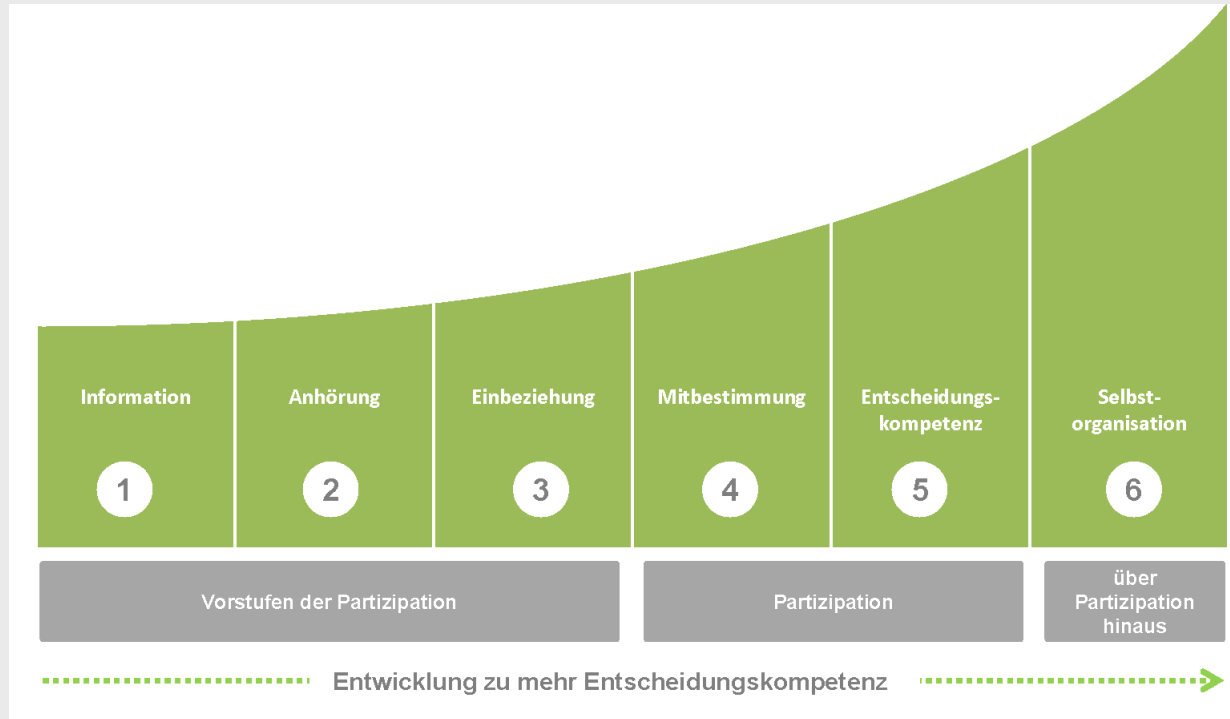 Information
Anhörung
Einbeziehung
Mitbestimmung
Entscheidungs-
kompetenz
Selbst-
organisation
1
2
3
4
5
6
Vorstufen der Partizipation
Partizipation
über
Partizipation
hinaus
Entwicklung zu mehr Entscheidungskompetenz